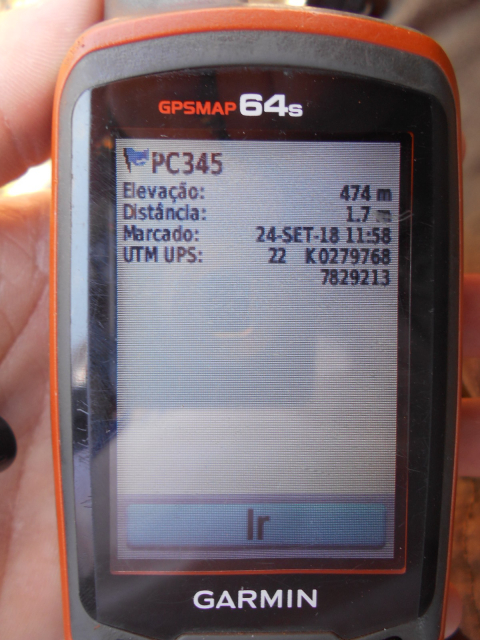 GPSMAP 64s
PC345
Elevação: 474 m
Distância: 1.7 m
Marcado: 24-SET-18 11:58
UTM UPS: 22 K0279768
7829213
Ir
GARMIN